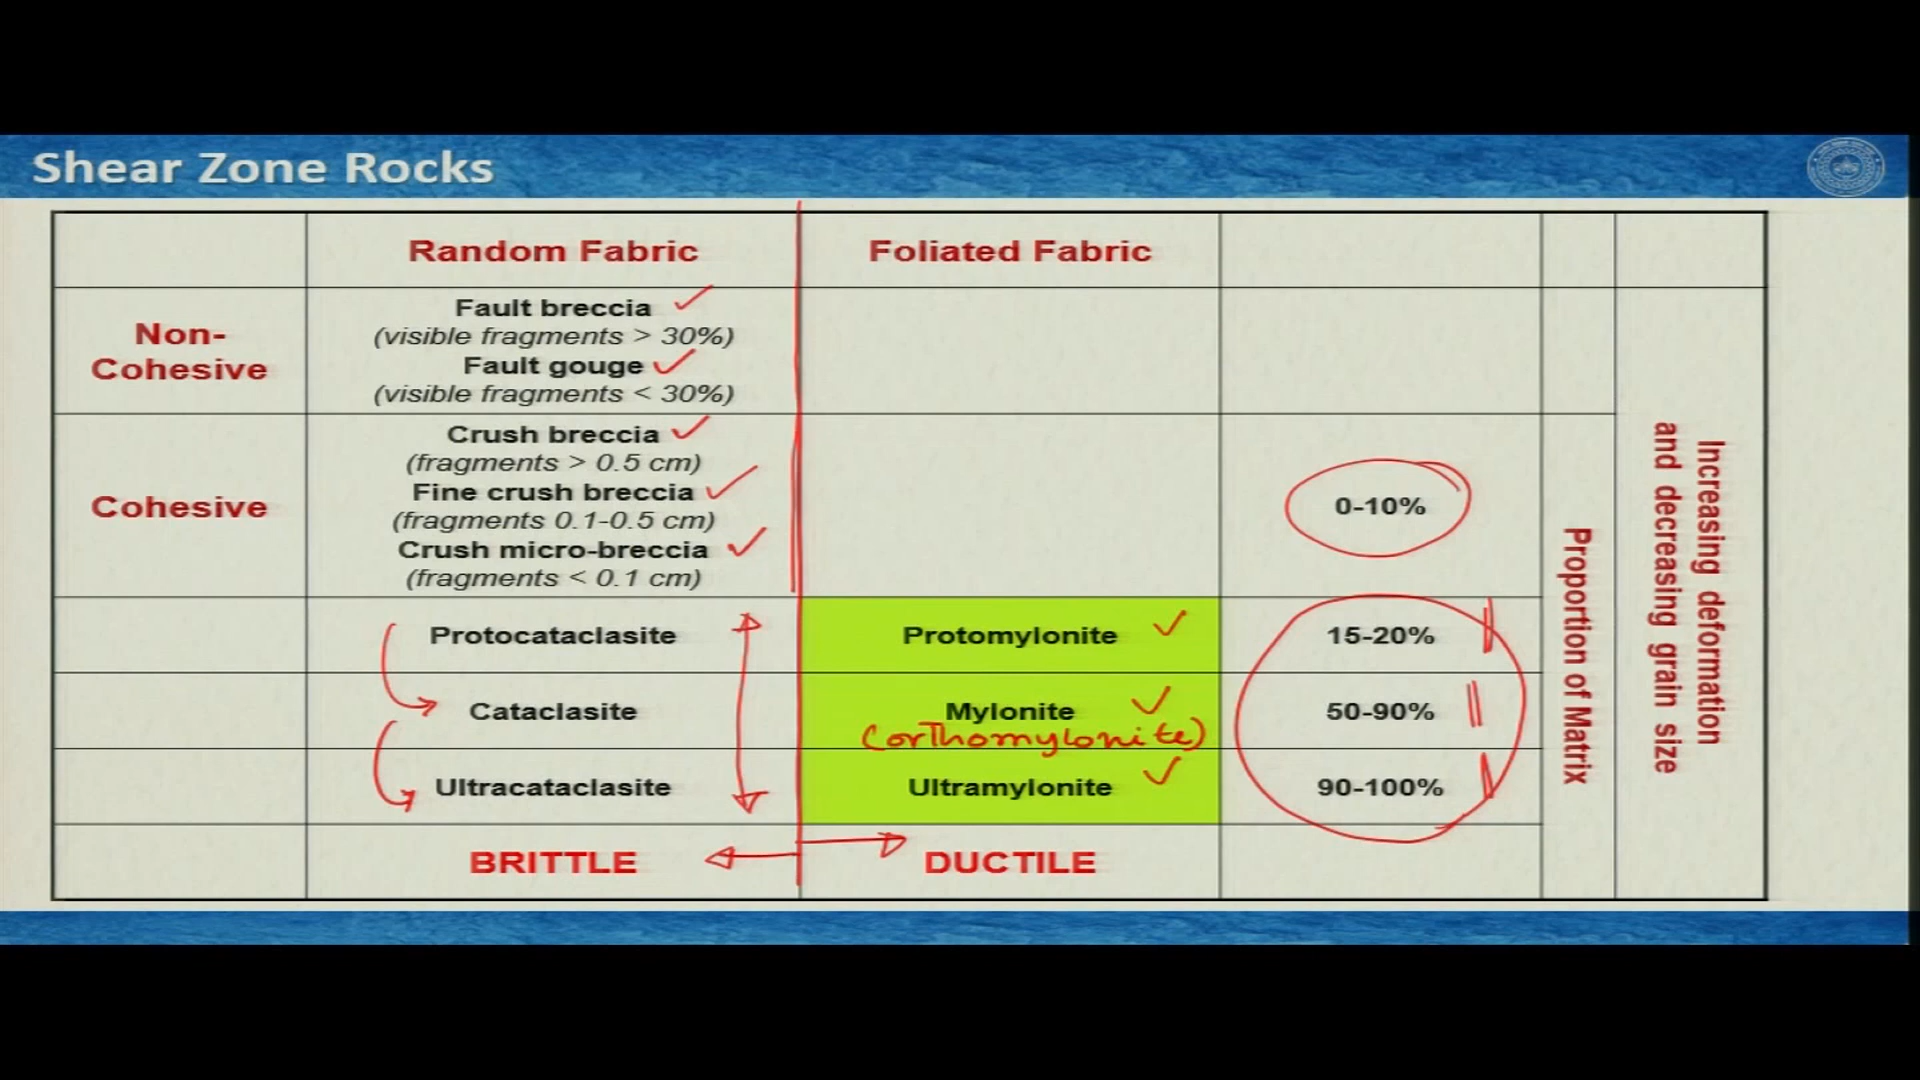 Shear Zone Rocks
Random Fabric
Foliated Fabric
Non-
Cohesive
Fault breccia
(visible fragments > 30%)
Fault gouge
(visible fragments < 30%)
Cohesive
Crush breccia
(fragments > 0.5 cm)
Fine crush breccia
(fragments 0.1-0.5 cm)
Crush micro-breccia
(fragments < 0.1 cm)
0-10%
Protocataclasite
Protomylonite
15-20%
Cataclasite
Mylonite
(orthomylonite)
50-90%
Ultracataclasite
Ultramylonite
90-100%
BRITTLE
DUCTILE
Proportion of Matrix
Increasing deformation
and decreasing grain size